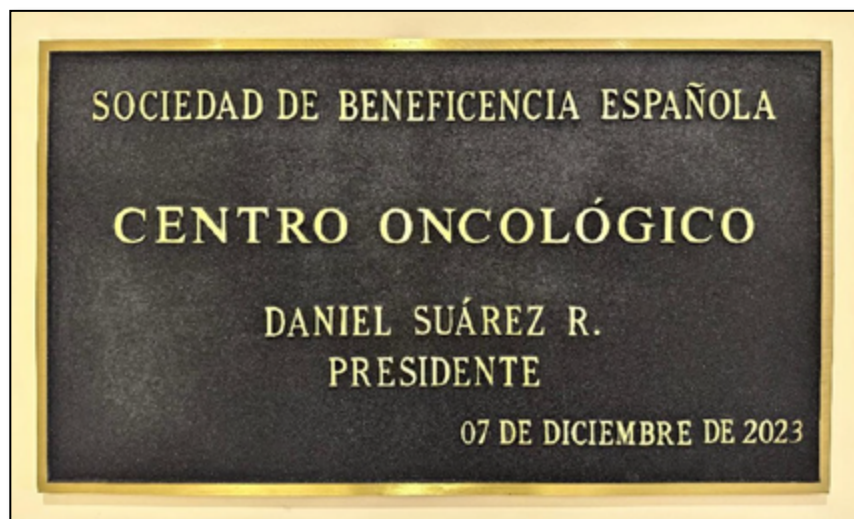 SOCIEDAD DE BENEFICENCIA ESPAÑOLA
CENTRO ONCOLÓGICO
DANIEL SUÁREZ R.
PRESIDENTE
07 DE DICIEMBRE DE 2023